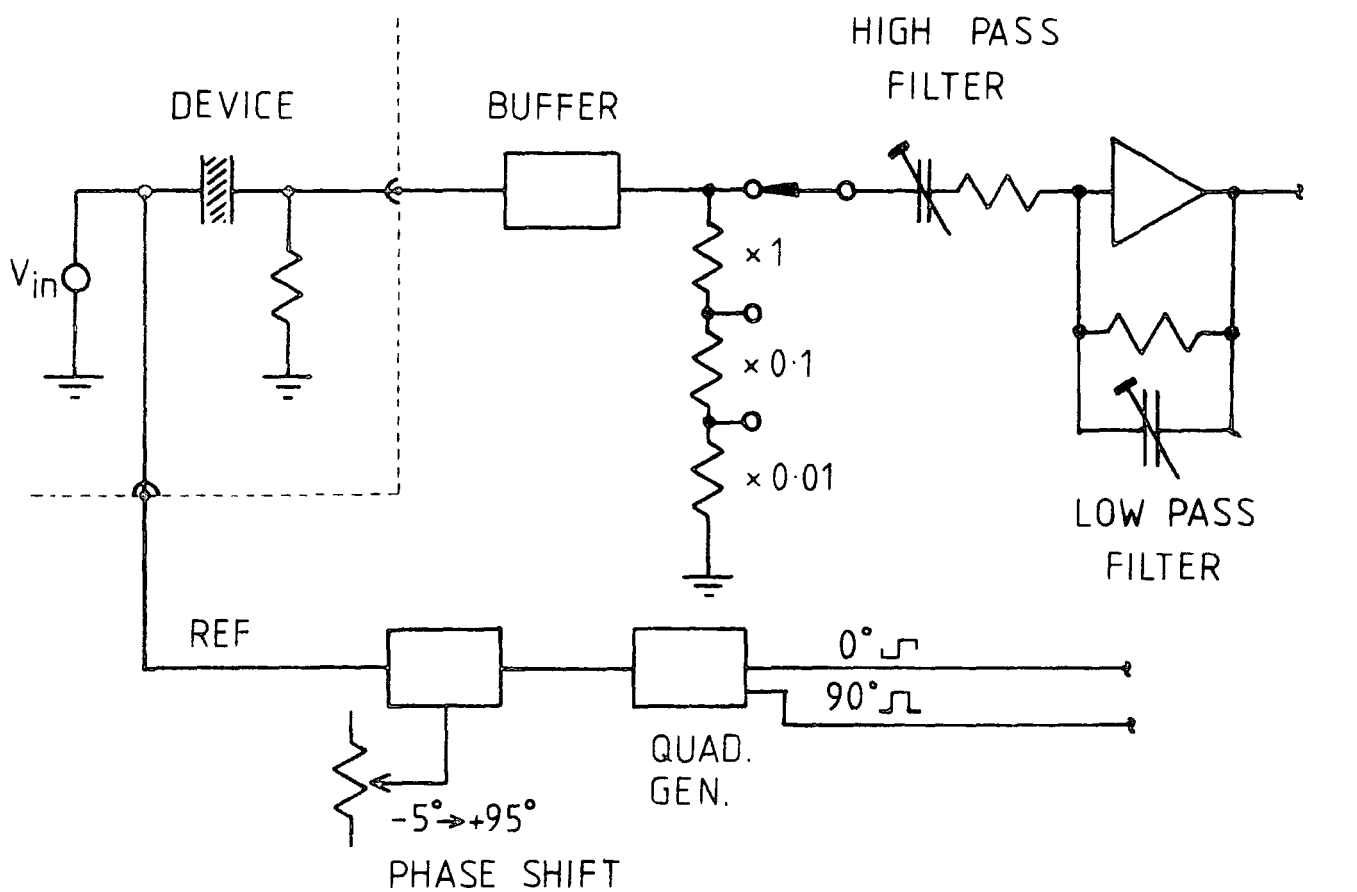 HIGH PASS
FILTER
DEVICE
BUFFER
Vin
×1
×0·1
×0·01
LOW PASS
FILTER
REF
0°
90°
QUAD.
GEN.
-5°→+95°
PHASE SHIFT